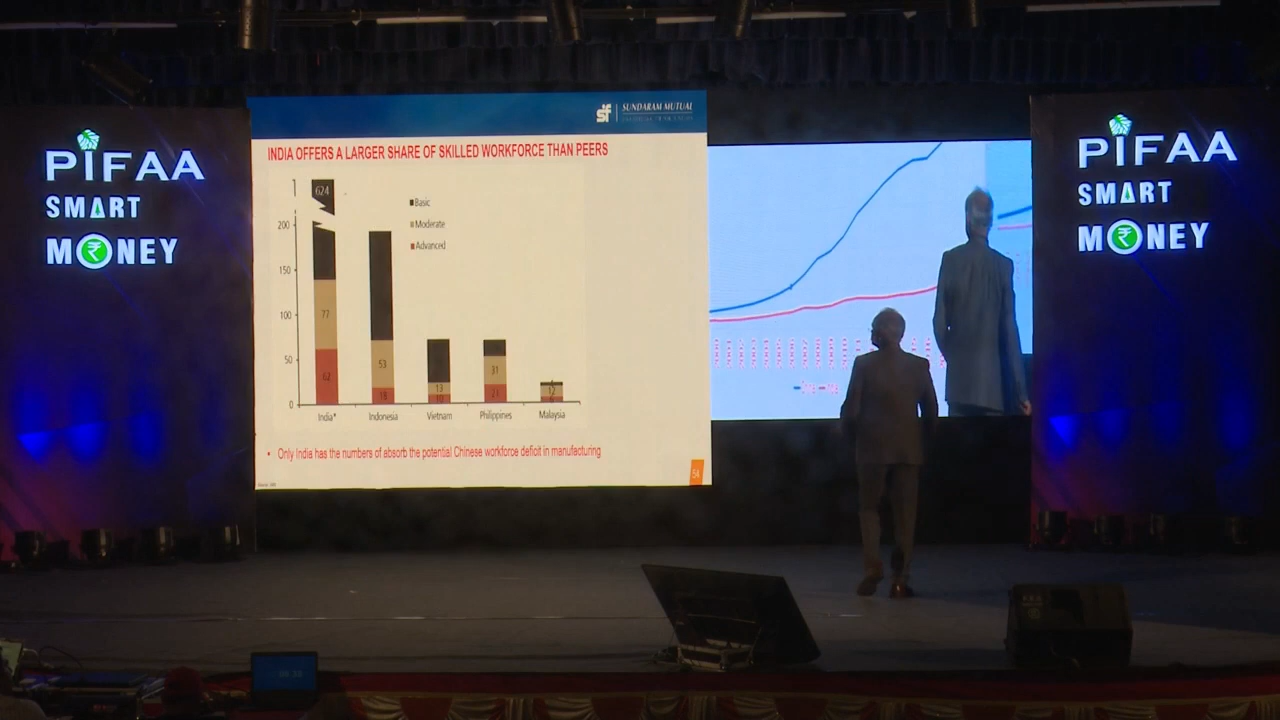 PIFAA
SMART
MONEY
sf SUNDARAM MUTUAL
INDIA OFFERS A LARGER SHARE OF SKILLED WORKFORCE THAN PEERS
624
200
150
100
50
0
Basic
Moderate
Advanced
77
62
53
18
13
10
31
21
12
India*
Indonesia
Vietnam
Philippines
Malaysia
• Only India has the numbers of absorb the potential Chinese workforce deficit in manufacturing
54
PIFAA
SMART
MONEY